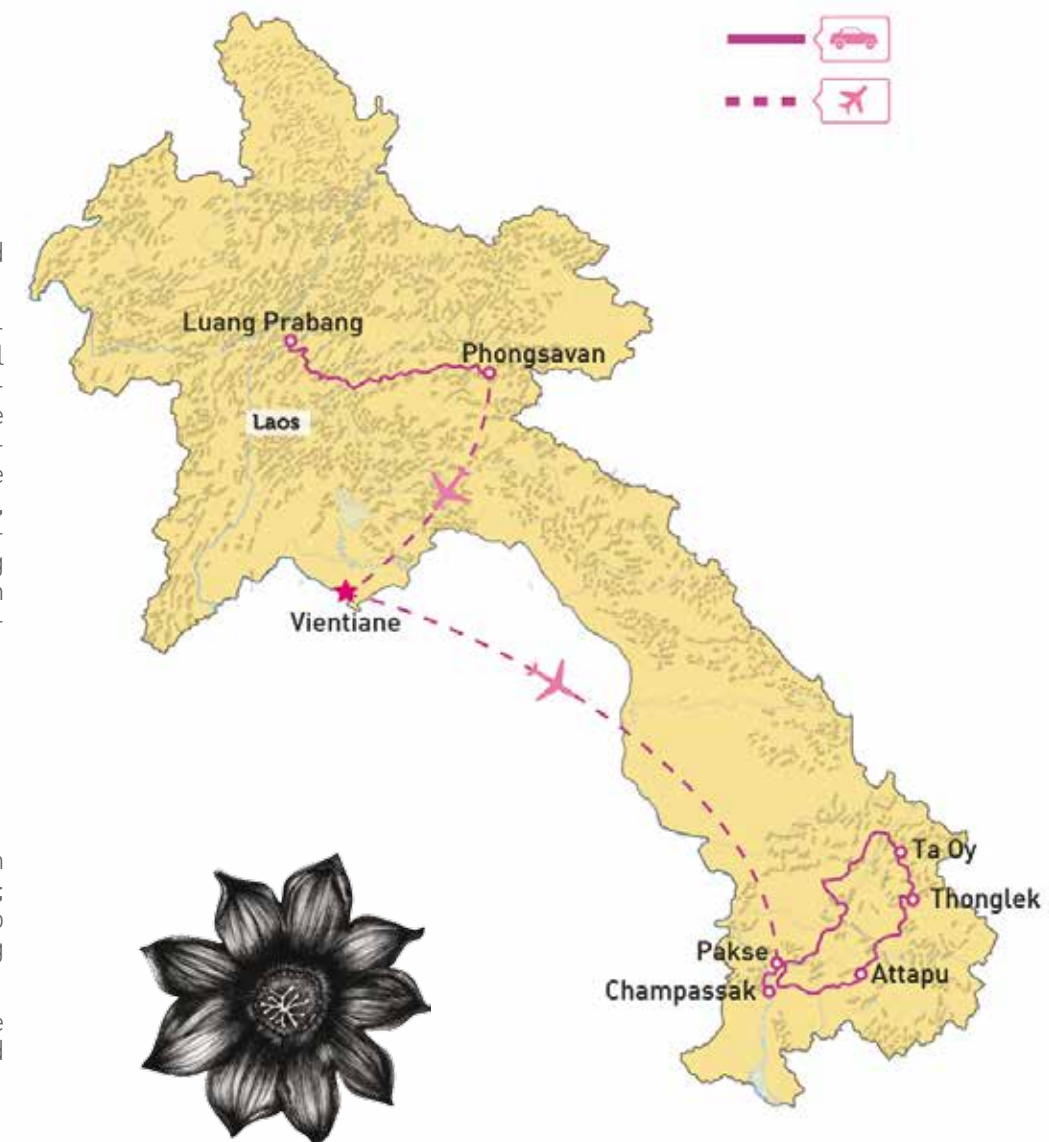 Luang Prabang
Phongsavan
Laos
Vientiane
Ta Oy
Thonglek
Pakse
Attapu
Champassak